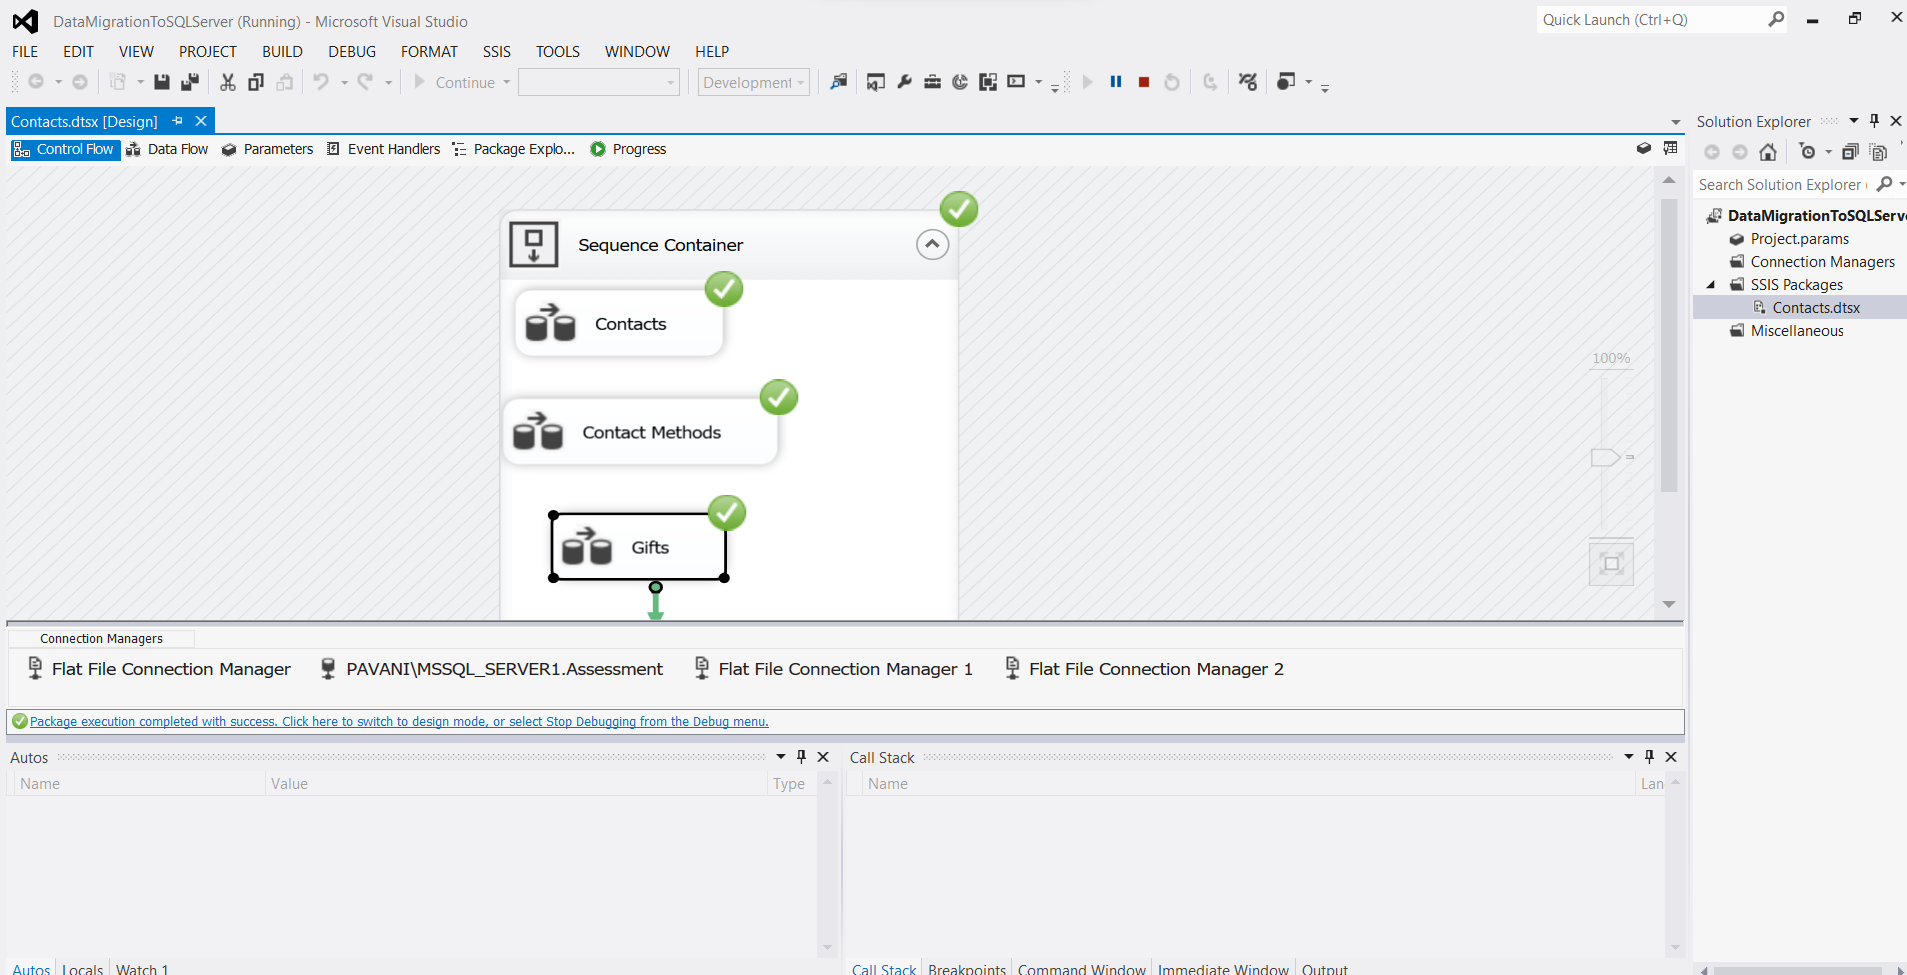 DataMigrationToSQLServer (Running) - Microsoft Visual Studio
Quick Launch (Ctrl+Q)
FILE EDIT VIEW PROJECT BUILD DEBUG FORMAT SSIS TOOLS WINDOW HELP
Continue Development
Contacts.dtsx [Design]
Solution Explorer
Control Flow Data Flow Parameters Event Handlers Package Explo... Progress
Search Solution Explorer (
DataMigrationToSQLServe
Project.params
Connection Managers
SSIS Packages
Contacts.dtsx
Miscellaneous
Sequence Container
Contacts
100%
Contact Methods
Gifts
Connection Managers
Flat File Connection Manager PAVANI\MSSQL_SERVER1.Assessment Flat File Connection Manager 1 Flat File Connection Manager 2
Package execution completed with success. Click here to switch to design mode, or select Stop Debugging from the Debug menu.
Autos
Name Value Type
Call Stack
Name Lan
Autos Locals Watch 1
Call Stack Breakpoints Command Window Immediate Window Output